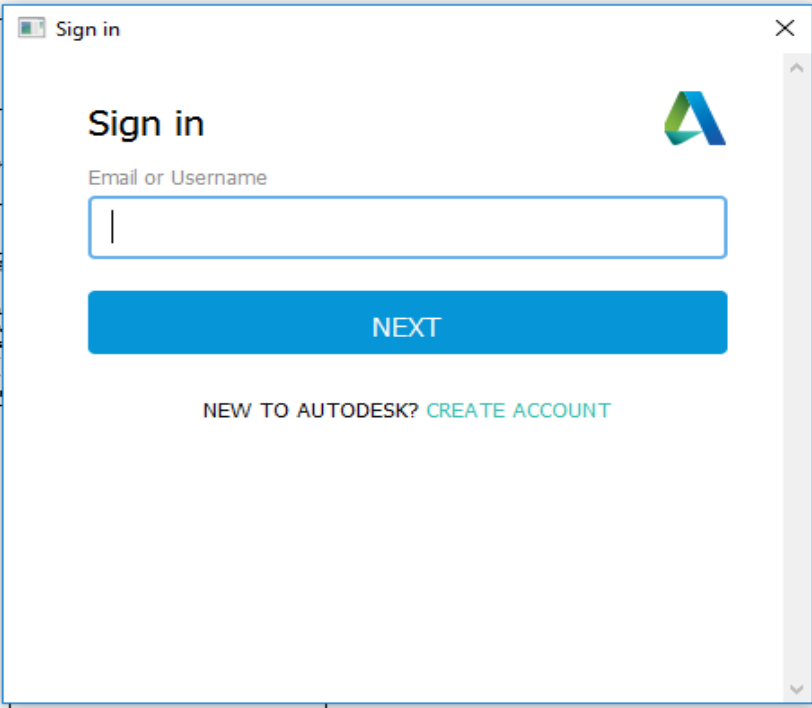 Sign in
Sign in
Email or Username
NEXT
NEW TO AUTODESK? CREATE ACCOUNT